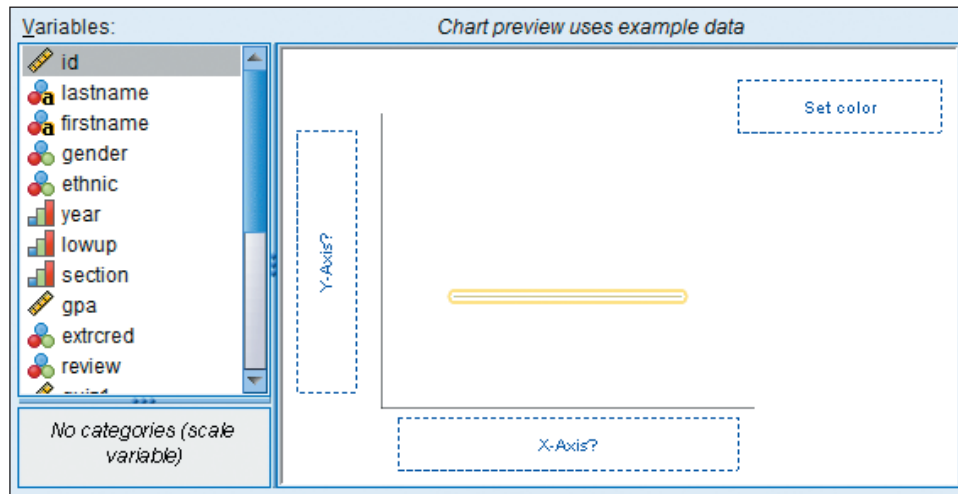 Variables:
Chart preview uses example data
id
lastname
firstname
gender
ethnic
year
lowup
section
gpa
extrcred
review
No categories (scale
variable)
Set color
Y-Axis?
X-Axis?